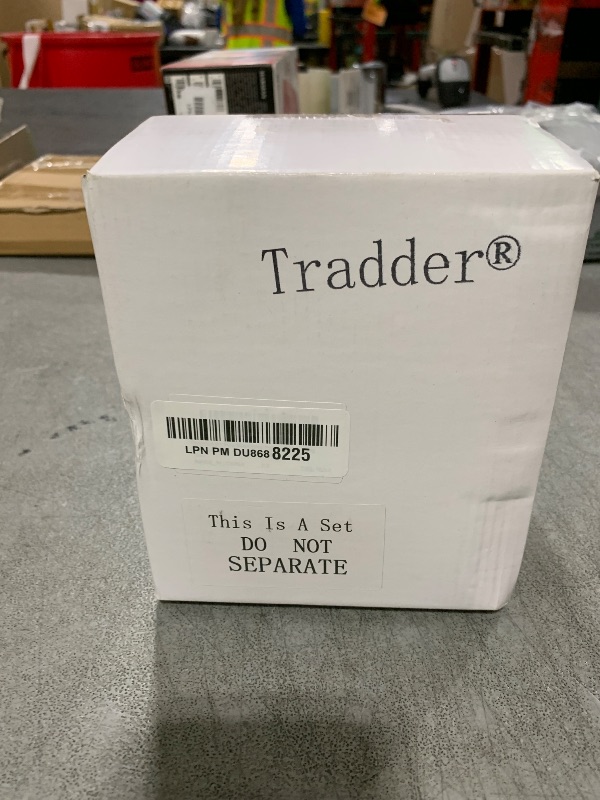 Tradder®
LPN PM DU868 8225
This Is A Set
DO NOT
SEPARATE